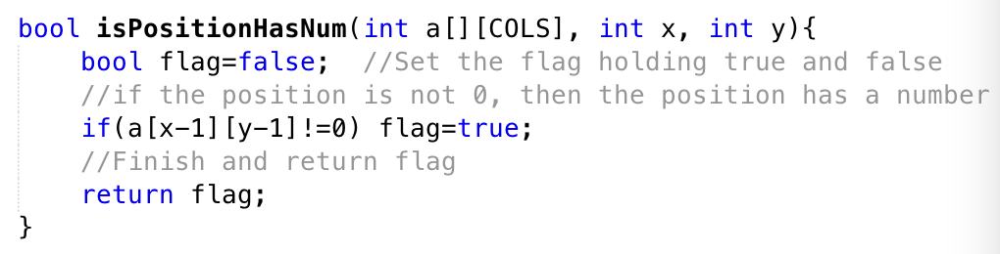 bool isPositionHasNum(int a[][COLS], int x, int y){
bool flag=false;  //Set the flag holding true and false
//if the position is not 0, then the position has a number
if(a[x-1][y-1]!=0) flag=true;
//Finish and return flag
return flag;
}